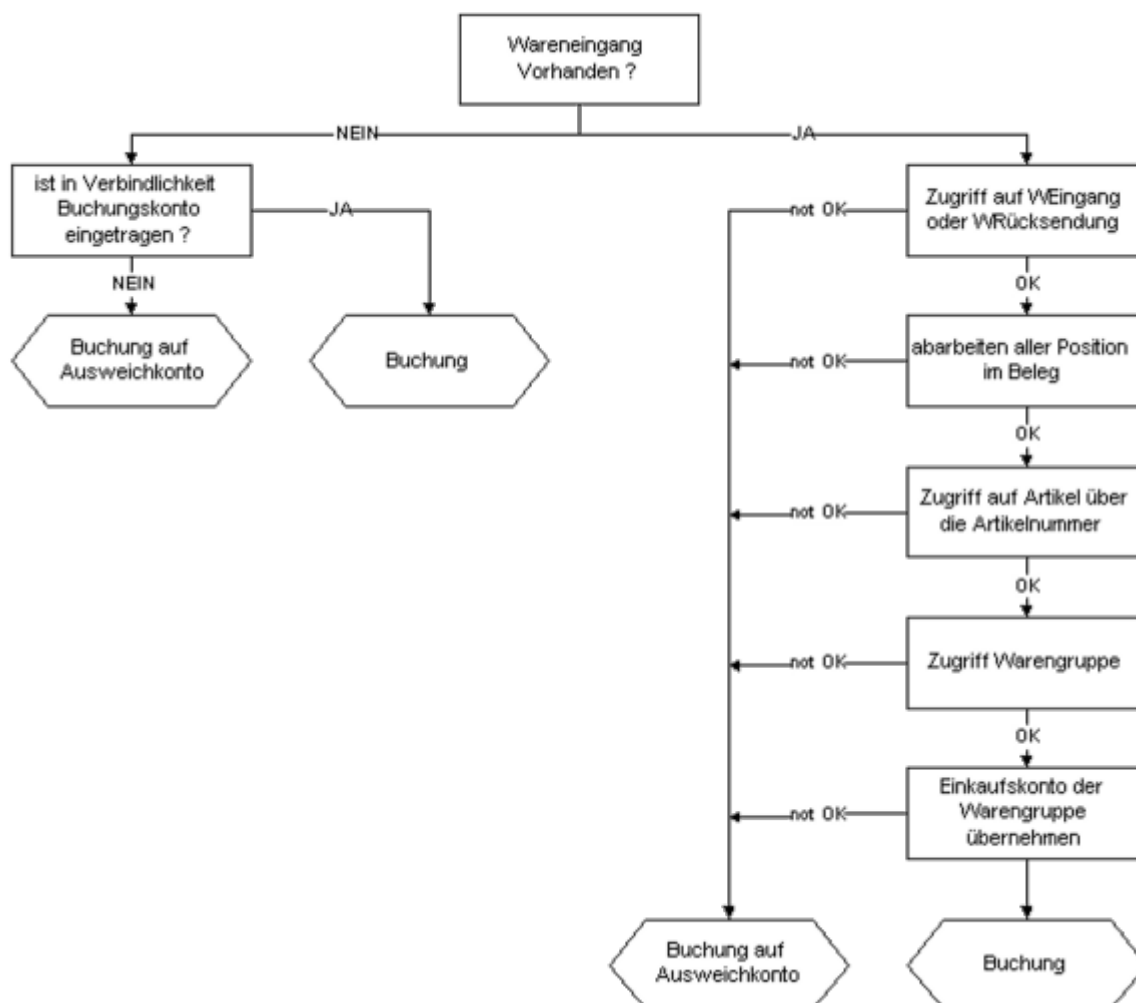 Wareneingang
Vorhanden ?
NEIN
JA
ist in Verbindlichkeit
Buchungskonto
eingetragen ?
JA
NEIN
Buchung auf
Ausweichkonto
Buchung
Zugriff auf WEingang
oder WRücksendung
not OK
OK
abarbeiten aller Position
im Beleg
not OK
OK
Zugriff auf Artikel über
die Artikelnummer
not OK
OK
Zugriff Warengruppe
not OK
OK
Einkaufskonto der
Warengruppe
übernehmen
not OK
Buchung auf
Ausweichkonto
Buchung